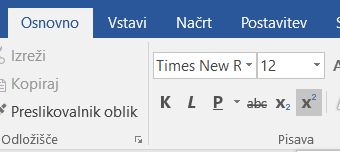 Osnovno Vstavi Načrt Postavitev
Izreži
Kopiraj
Preslikovalnik oblik
Odložišče
Times New R 12
K L P abc x₂ x²
Pisava